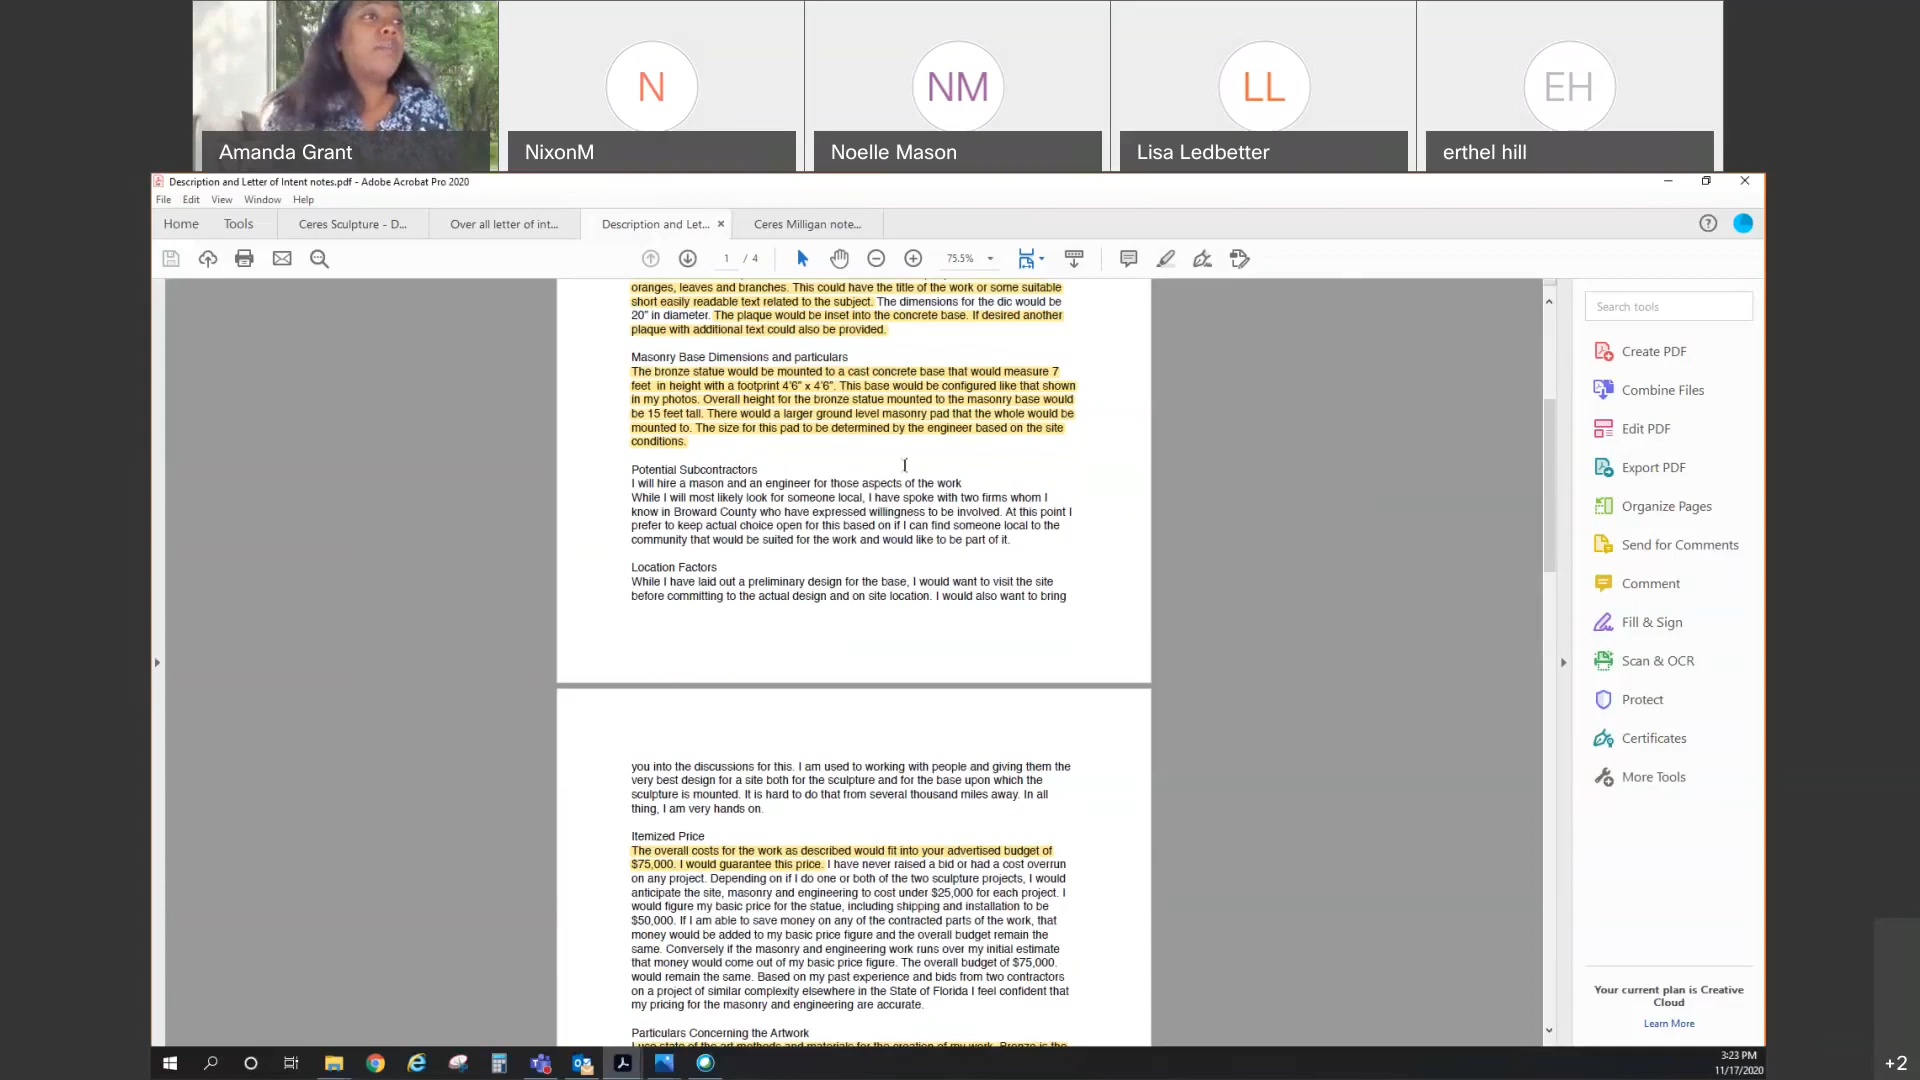 N
NM
LL
EH
Amanda Grant
NixonM
Noelle Mason
Lisa Ledbetter
erthel hill
Description and Letter of Intent notes.pdf - Adobe Acrobat Pro 2020
File Edit View Window Help
Home Tools Ceres Sculpture - D... Over all letter of int... Description and Let... × Ceres Milligan note...
1 / 4 75.5%
oranges, leaves and branches. This could have the title of the work or some suitable
short easily readable text related to the subject. The dimensions for the dic would be
20" in diameter. The plaque would be inset into the concrete base. If desired another
plaque with additional text could also be provided.
Masonry Base Dimensions and particulars
The bronze statue would be mounted to a cast concrete base that would measure 7
feet in height with a footprint 4'6" x 4'6". This base would be configured like that shown
in my photos. Overall height for the bronze statue mounted to the masonry base would
be 15 feet tall. There would a larger ground level masonry pad that the whole would be
mounted to. The size for this pad to be determined by the engineer based on the site
conditions.
Potential Subcontractors
I will hire a mason and an engineer for those aspects of the work
While I will most likely look for someone local, I have spoke with two firms whom I
know in Broward County who have expressed willingness to be involved. At this point I
prefer to keep actual choice open for this based on if I can find someone local to the
community that would be suited for the work and would like to be part of it.
Location Factors
While I have laid out a preliminary design for the base, I would want to visit the site
before committing to the actual design and on site location. I would also want to bring
you into the discussions for this. I am used to working with people and giving them the
very best design for a site both for the sculpture and for the base upon which the
sculpture is mounted. It is hard to do that from several thousand miles away. In all
thing, I am very hands on.
Itemized Price
The overall costs for the work as described would fit into your advertised budget of
$75,000. I would guarantee this price. I have never raised a bid or had a cost overrun
on any project. Depending on if I do one or both of the two sculpture projects, I would
anticipate the site, masonry and engineering to cost under $25,000 for each project. I
would figure my basic price for the statue, including shipping and installation to be
$50,000. If I am able to save money on any of the contracted parts of the work, that
money would be added to my basic price figure and the overall budget remain the
same. Conversely if the masonry and engineering work runs over my initial estimate
that money would come out of my basic price figure. The overall budget of $75,000.
would remain the same. Based on my past experience and bids from two contractors
on a project of similar complexity elsewhere in the State of Florida I feel confident that
my pricing for the masonry and engineering are accurate.
Particulars Concerning the Artwork
I use state of the art methods and materials for the creation of my work. Bronze is the
Search tools
Create PDF
Combine Files
Edit PDF
Export PDF
Organize Pages
Send for Comments
Comment
Fill & Sign
Scan & OCR
Protect
Certificates
More Tools
Your current plan is Creative
Cloud
Learn More
3:23 PM
11/17/2020
+2